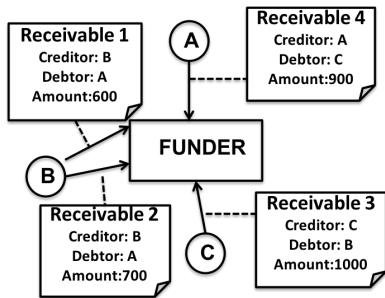 Receivable 1
Creditor: B
Debtor: A
Amount:600
A
Receivable 4
Creditor: A
Debtor: C
Amount:900
FUNDER
B
Receivable 2
Creditor: B
Debtor: A
Amount:700
C
Receivable 3
Creditor: C
Debtor: B
Amount:1000